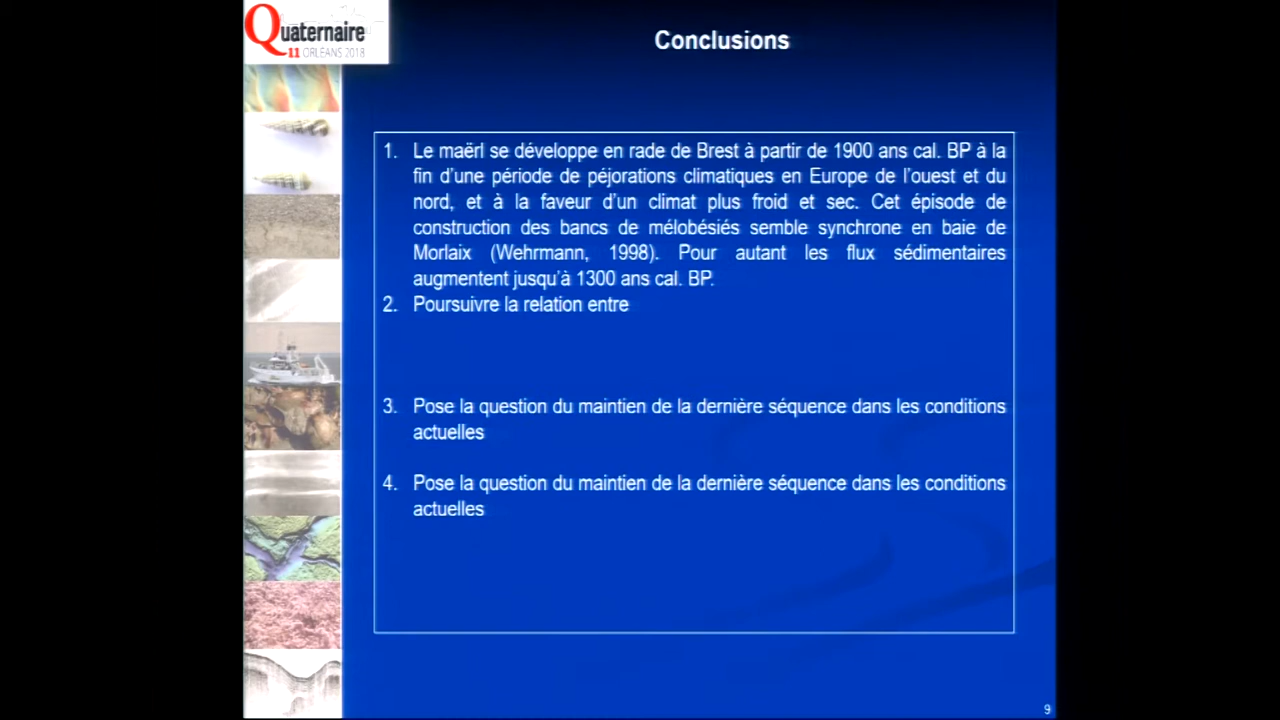 Quaternaire
11 ORLÉANS 2018
Conclusions
1. Le maërl se développe en rade de Brest à partir de 1900 ans cal. BP à la
fin d'une période de péjorations climatiques en Europe de l'ouest et du
nord, et à la faveur d'un climat plus froid et sec. Cet épisode de
construction des bancs de mélobésiés semble synchrone en baie de
Morlaix (Wehrmann, 1998). Pour autant les flux sédimentaires
augmentent jusqu'à 1300 ans cal. BP.
2. Poursuivre la relation entre
3. Pose la question du maintien de la dernière séquence dans les conditions
actuelles
4. Pose la question du maintien de la dernière séquence dans les conditions
actuelles
9